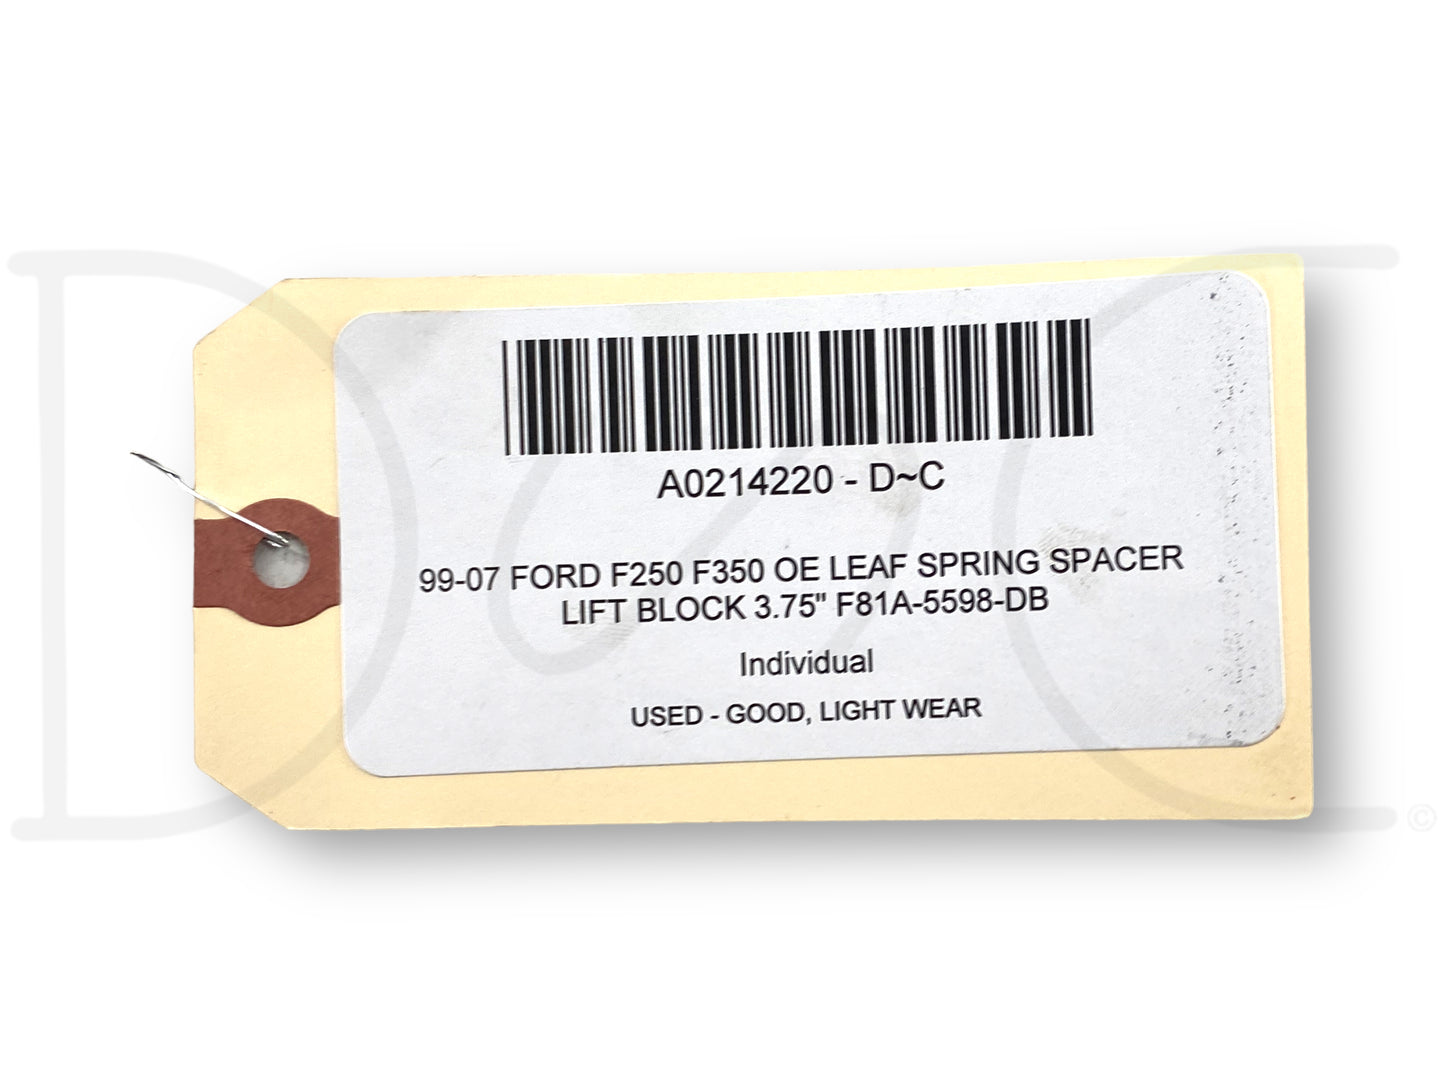 A0214220 - D~C
99-07 FORD F250 F350 OE LEAF SPRING SPACER
LIFT BLOCK 3.75" F81A-5598-DB
Individual
USED - GOOD, LIGHT WEAR
D~C
©